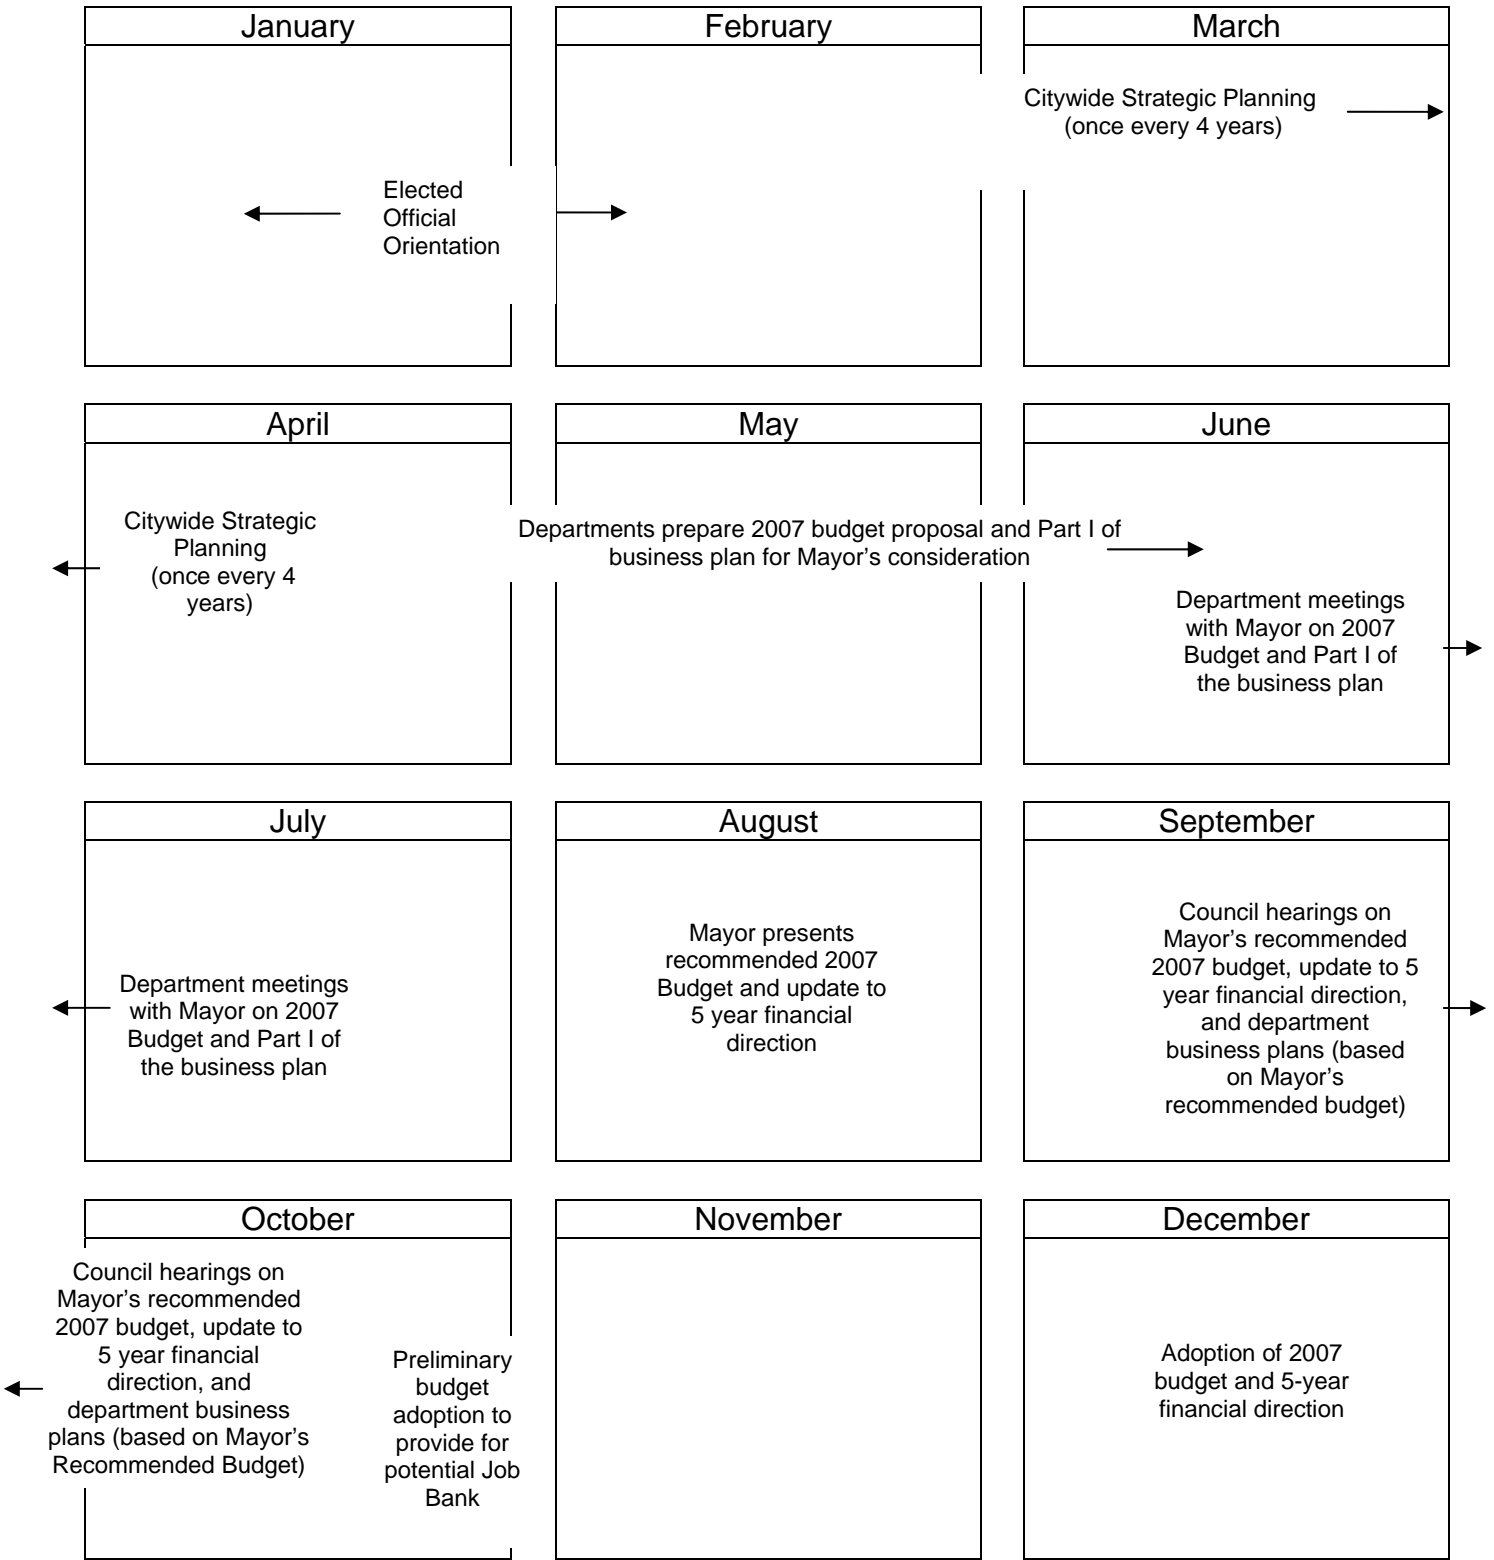 January
February
March
Citywide Strategic Planning
(once every 4 years)
Elected
Official
Orientation
April
May
June
Citywide Strategic
Planning
(once every 4
years)
Departments prepare 2007 budget proposal and Part I of
business plan for Mayor’s consideration
Department meetings
with Mayor on 2007
Budget and Part I of
the business plan
July
August
September
Department meetings
with Mayor on 2007
Budget and Part I of
the business plan
Mayor presents
recommended 2007
Budget and update to
5 year financial
direction
Council hearings on
Mayor’s recommended
2007 budget, update to 5
year financial direction,
and department
business plans (based
on Mayor’s
recommended budget)
October
November
December
Council hearings on
Mayor’s recommended
2007 budget, update to
5 year financial
direction, and
department business
plans (based on Mayor’s
Recommended Budget)
Preliminary
budget
adoption to
provide for
potential Job
Bank
Adoption of 2007
budget and 5-year
financial direction